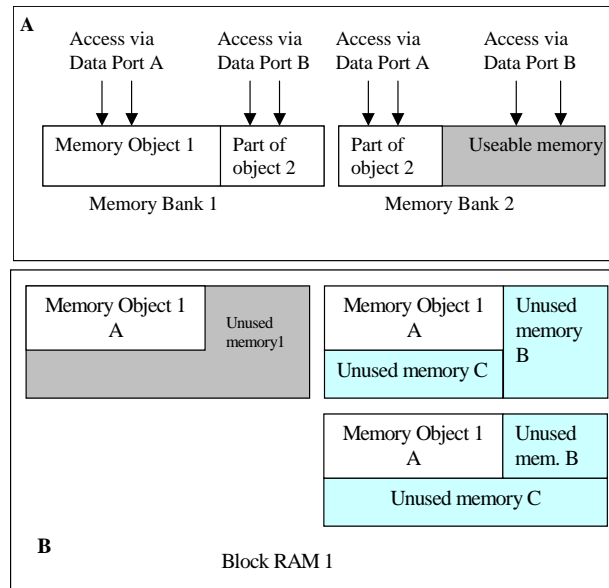 A
Access via
Data Port A
Access via
Data Port B
Access via
Data Port A
Access via
Data Port B
Memory Object 1
Part of
object 2
Part of
object 2
Useable memory
Memory Bank 1
Memory Bank 2
Memory Object 1
A
Unused
memory1
Memory Object 1
A
Unused
memory
B
Unused memory C
Memory Object 1
A
Unused
mem. B
Unused memory C
B
Block RAM 1